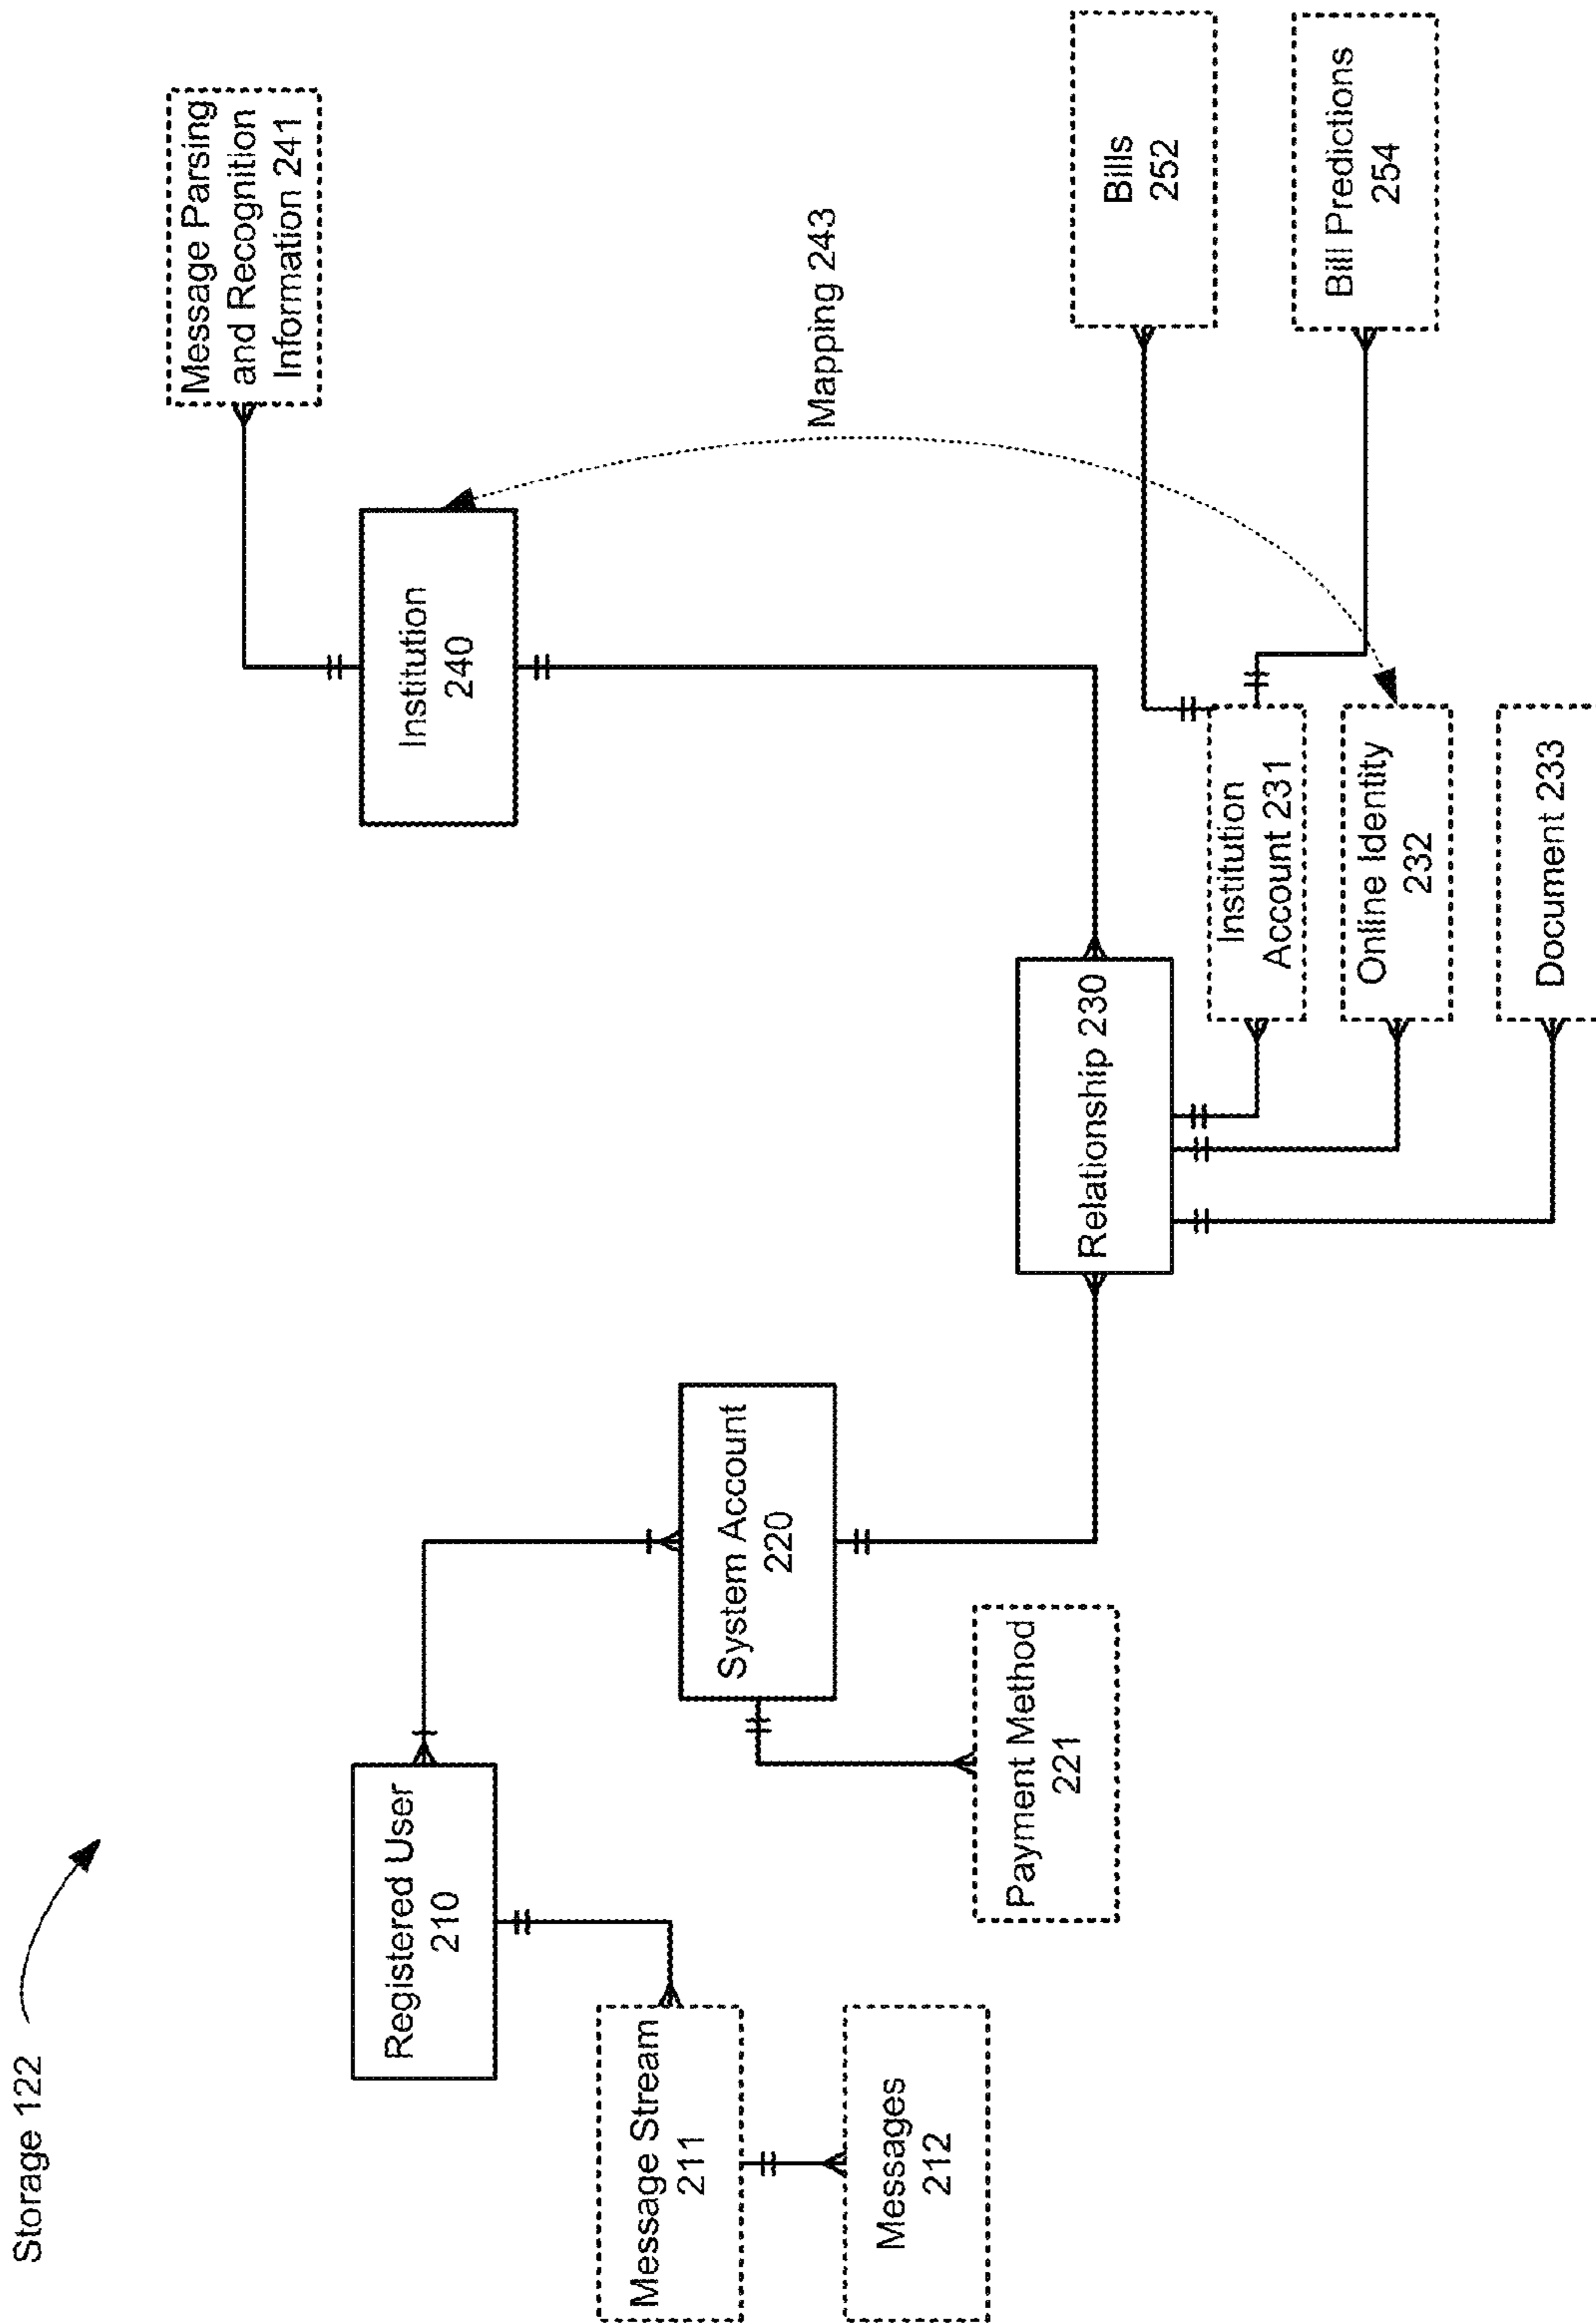 Storage 122
Registered User
210
Message Stream
211
Messages
212
System Account
220
Payment Method
221
Relationship 230
Institution
240
Message Parsing
and Recognition
Information 241
Mapping 243
Institution
Account 231
Online Identity
232
Document 233
Bills
252
Bill Predictions
254